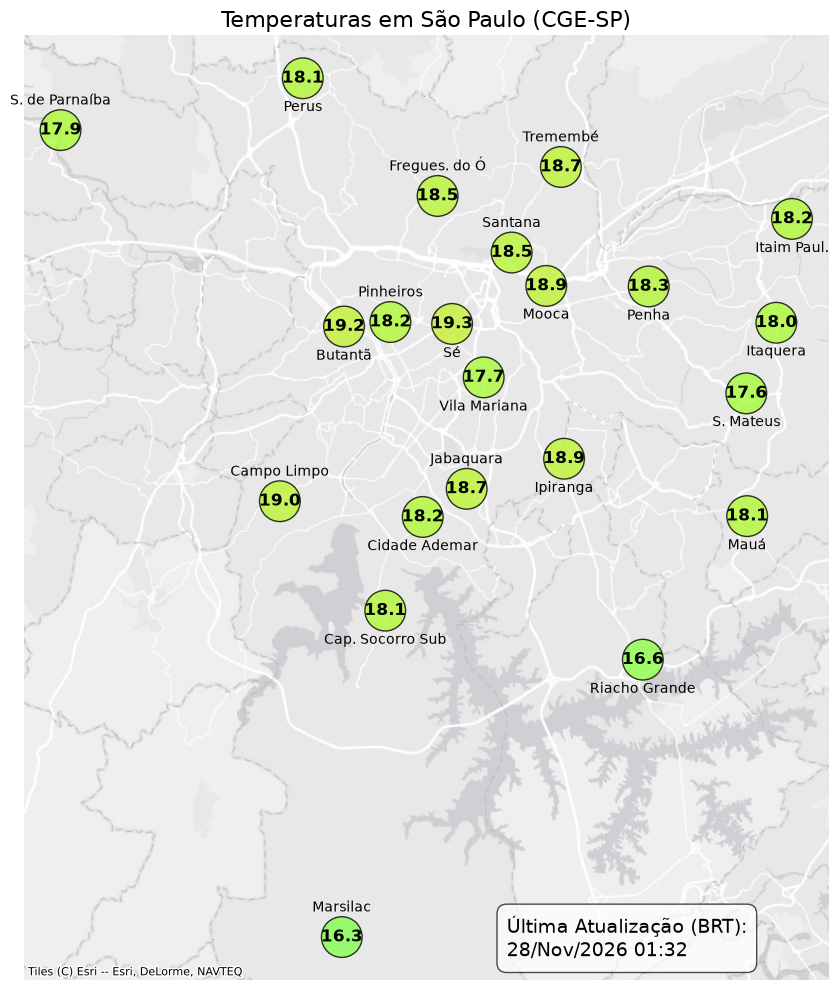 Temperaturas em São Paulo (CGE-SP)
18.1
Perus
S. de Parnaíba
17.9
Tremembé
18.7
Fregues. do Ó
18.5
18.2
Itaim Paul.
Santana
18.5
18.9
Mooca
18.3
Penha
Pinheiros
18.2
19.2
Butantã
19.3
Sé
18.0
Itaquera
17.7
Vila Mariana
17.6
S. Mateus
Jabaquara
18.7
18.9
Ipiranga
Campo Limpo
19.0
18.2
Cidade Ademar
18.1
Mauá
18.1
Cap. Socorro Sub
16.6
Riacho Grande
Marsilac
16.3
Última Atualização (BRT):
28/Nov/2026 01:32
Tiles (C) Esri -- Esri, DeLorme, NAVTEQ